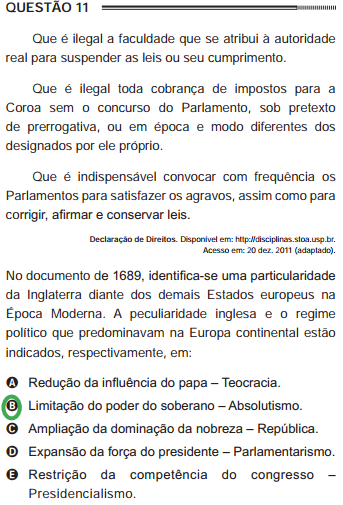 QUESTÃO 11
Que é ilegal a faculdade que se atribui à autoridade
real para suspender as leis ou seu cumprimento.
Que é ilegal toda cobrança de impostos para a
Coroa sem o concurso do Parlamento, sob pretexto
de prerrogativa, ou em época e modo diferentes dos
designados por ele próprio.
Que é indispensável convocar com frequência os
Parlamentos para satisfazer os agravos, assim como para
corrigir, afirmar e conservar leis.
Declaração de Direitos. Disponível em: http://disciplinas.stoa.usp.br.
Acesso em: 20 dez. 2011 (adaptado).
No documento de 1689, identifica-se uma particularidade
da Inglaterra diante dos demais Estados europeus na
Época Moderna. A peculiaridade inglesa e o regime
político que predominavam na Europa continental estão
indicados, respectivamente, em:
A Redução da influência do papa – Teocracia.
B Limitação do poder do soberano – Absolutismo.
C Ampliação da dominação da nobreza – República.
D Expansão da força do presidente – Parlamentarismo.
E Restrição da competência do congresso –
Presidencialismo.